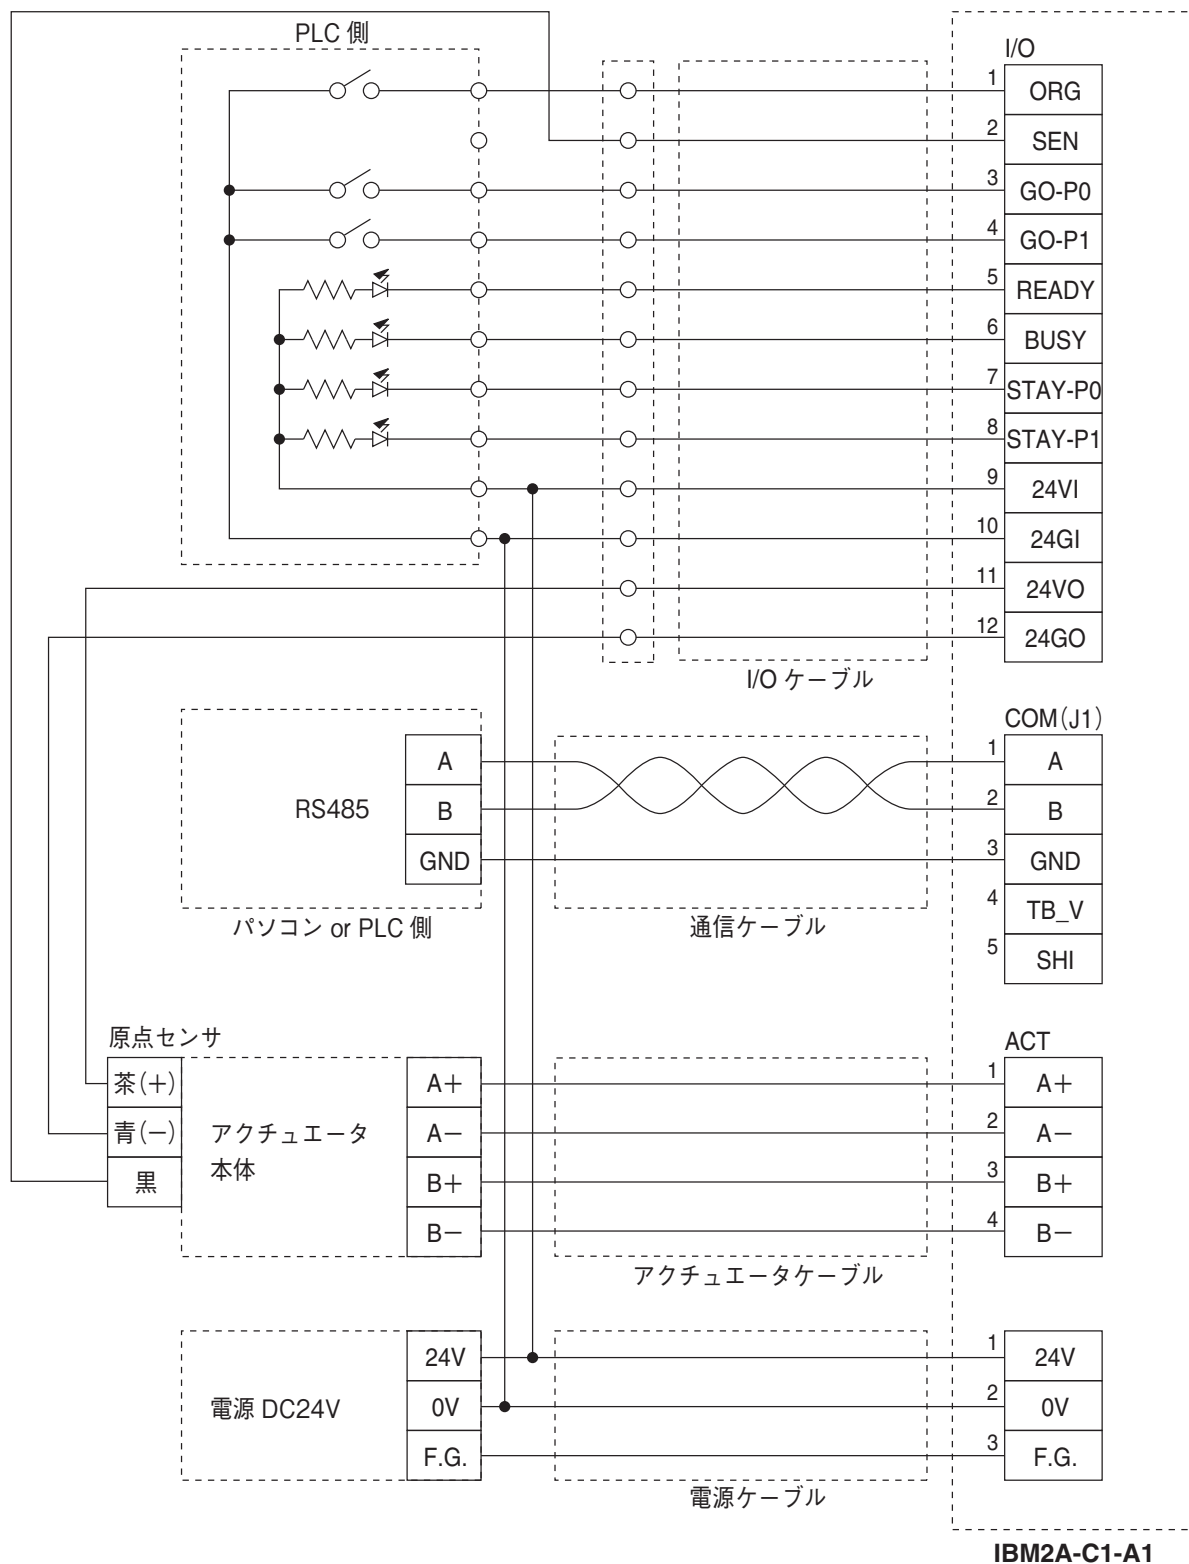 PLC 側
I/O
1 ORG
2 SEN
3 GO-P0
4 GO-P1
5 READY
6 BUSY
7 STAY-P0
8 STAY-P1
9 24VI
10 24GI
11 24VO
12 24GO
I/O ケーブル
COM(J1)
A 1 A
RS485 B 2 B
GND 3 GND
4 TB_V
5 SHI
パソコン or PLC 側
通信ケーブル
原点センサ
ACT
茶(+) A+ 1 A+
青(−) アクチュエータ A− 2 A−
黒 本体 B+ 3 B+
B− 4 B−
アクチュエータケーブル
24V 1 24V
電源 DC24V 0V 2 0V
F.G. 3 F.G.
電源ケーブル
IBM2A-C1-A1